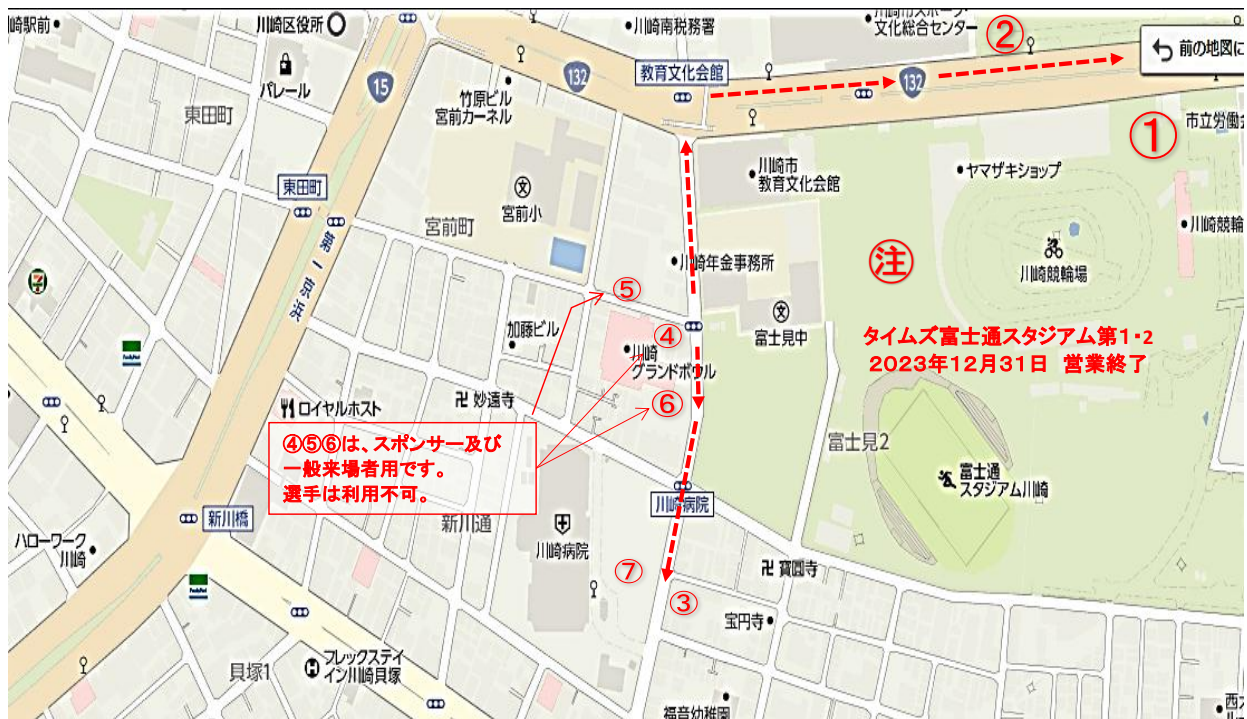 川崎駅前
川崎区役所
川崎南税務署
文化総合センター
②
前の地図に
パレール
15
132
教育文化会館
132
竹原ビル
宮前カーネル
東田町
①
市立労働会
川崎市
教育文化会館
ヤマザキショップ
東田町
宮前小
宮前町
川崎競輪
川崎年金事務所
注
川崎競輪場
第一京浜
⑤
加藤ビル
④
富士見中
タイムズ富士通スタジアム第1・2
2023年12月31日 営業終了
川崎
グランドボウル
FamilyMart
ロイヤルホスト
卍 妙遠寺
⑥
④⑤⑥は、スポンサー及び
一般来場者用です。
選手は利用不可。
富士見2
富士通
スタジアム川崎
川崎病院
新川橋
新川通
ハローワーク
川崎
川崎病院
⑦
③
卍 寶圓寺
FamilyMart
宝円寺
貝塚1
フレックステイ
イン川崎貝塚
福音幼稚園